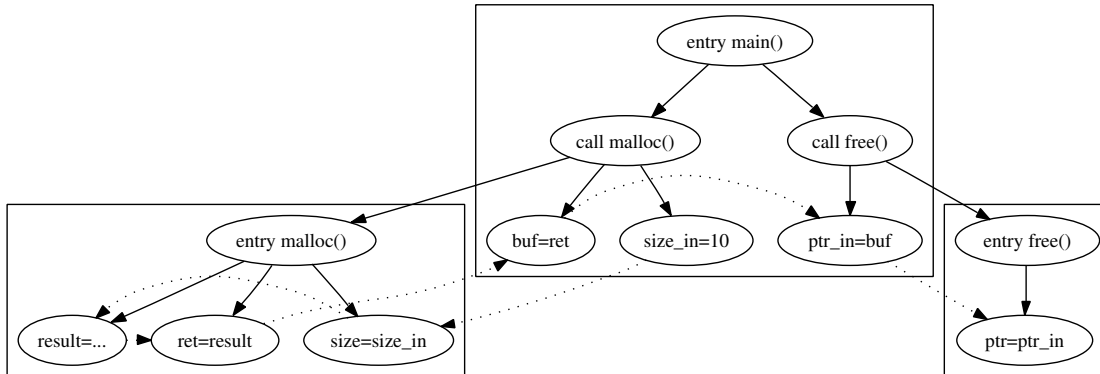 entry main()
call malloc()
call free()
entry malloc()
buf=ret
size_in=10
ptr_in=buf
entry free()
result=...
ret=result
size=size_in
ptr=ptr_in